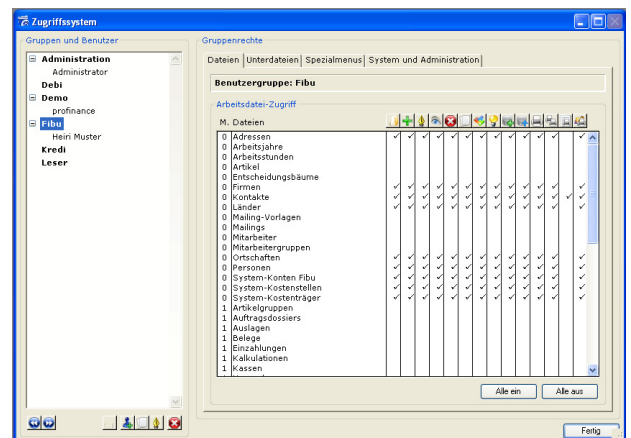 Zugriffssystem
Gruppen und Benutzer
Administration
Administrator
Debi
Demo
profinance
Fibu
Heiri Muster
Kredi
Leser
Gruppenrechte
Dateien Unterdateien Spezialmenus System und Administration
Benutzergruppe: Fibu
Arbeitsdatei-Zugriff
M. Dateien
0 Adressen
0 Arbeitsjahre
0 Arbeitsstunden
0 Artikel
0 Entscheidungsbäume
0 Firmen
0 Kontakte
0 Länder
0 Mailing-Vorlagen
0 Mailings
0 Mitarbeiter
0 Mitarbeitergruppen
0 Ortschaften
0 Personen
0 System-Konten Fibu
0 System-Kostenstellen
0 System-Kostenträger
1 Artikelgruppen
1 Auftragsdossiers
1 Auslagen
1 Belege
1 Einzahlungen
1 Kalkulationen
1 Kassen
Alle ein Alle aus
Fertig